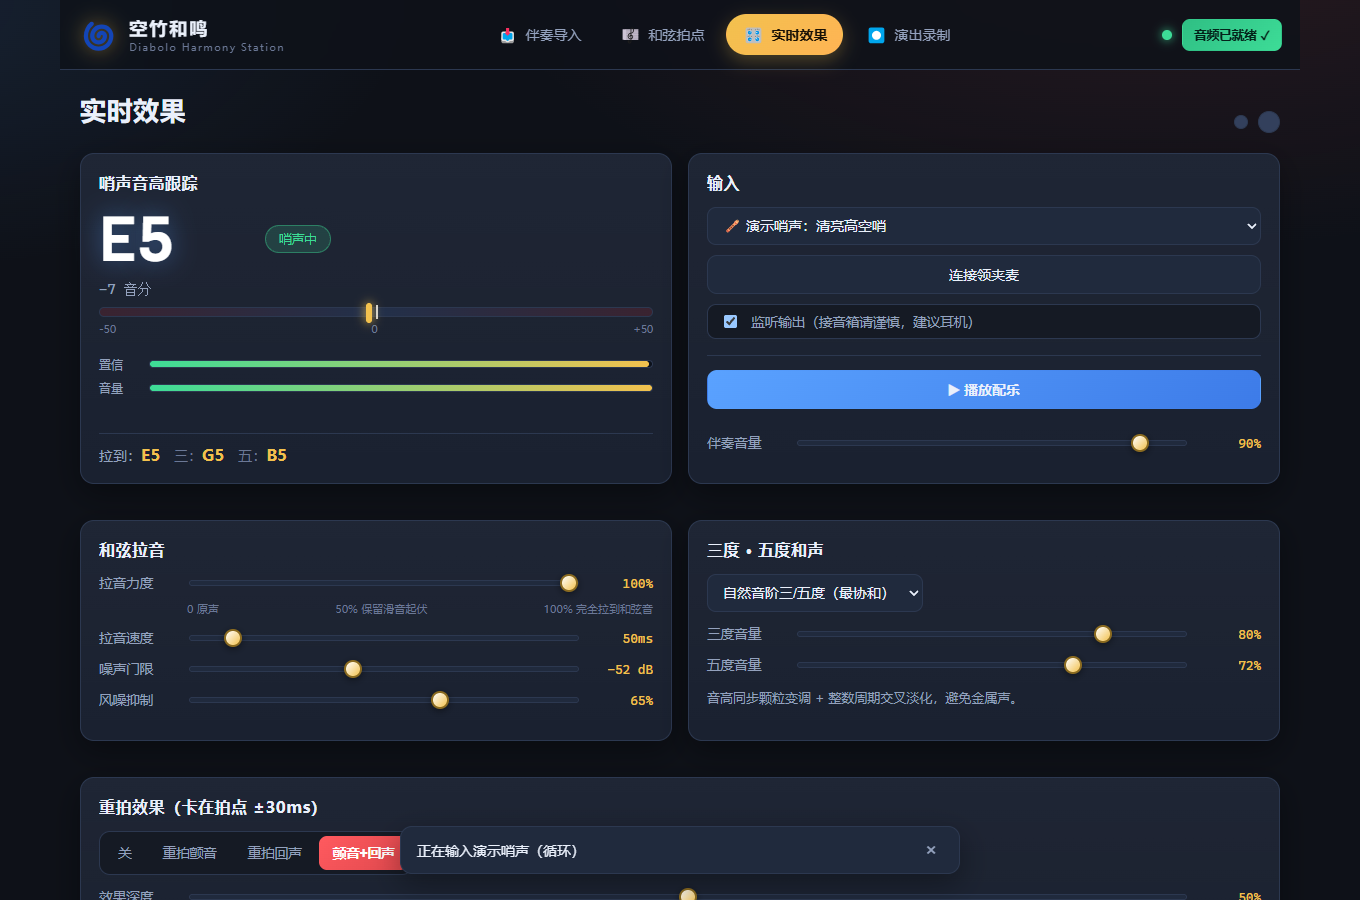 空竹和鸣
Diabolo Harmony Station
伴奏导入
和弦拍点
实时效果
演出录制
音频已就绪 ✓
实时效果
哨声音高跟踪
E5
哨声中
−7 音分
-50 0 +50
置信
音量
拉到: E5 三: G5 五: B5
输入
演示哨声：清亮高空哨
连接领夹麦
监听输出（接音箱请谨慎，建议耳机）
▶ 播放配乐
伴奏音量 90%
和弦拉音
拉音力度 100%
0 原声 50% 保留滑音起伏 100% 完全拉到和弦音
拉音速度 50ms
噪声门限 −52 dB
风噪抑制 65%
三度 • 五度和声
自然音阶三/五度（最协和）
三度音量 80%
五度音量 72%
音高同步颗粒变调 + 整数周期交叉淡化，避免金属声。
重拍效果（卡在拍点 ±30ms）
关 重拍颤音 重拍回声 颤音+回声
正在输入演示哨声（循环） ×
效果深度 50%